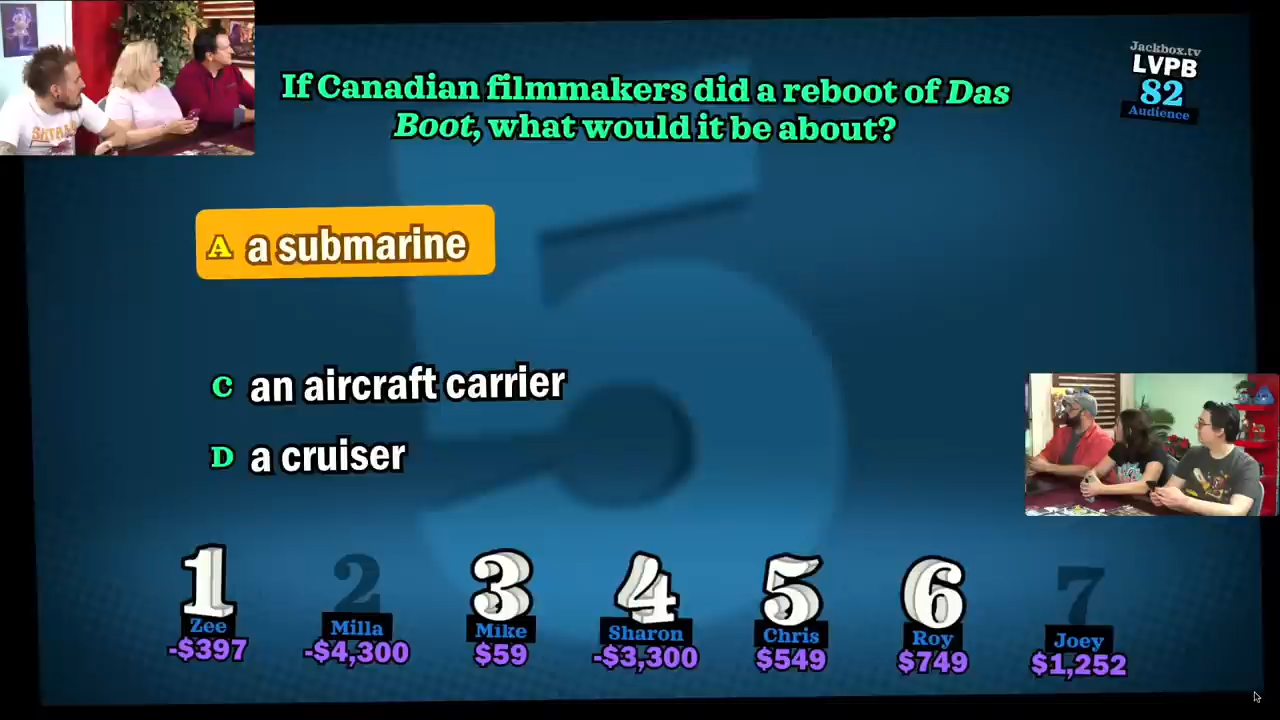 If Canadian filmmakers did a reboot of Das
Boot, what would it be about?
Jackbox.tv
LVPB
82
Audience
A a submarine
C an aircraft carrier
D a cruiser
5
1 2 3 4 5 6 7
Zee Milla Mike Sharon Chris Roy Joey
-$397 -$4,300 $59 -$3,300 $549 $749 $1,252